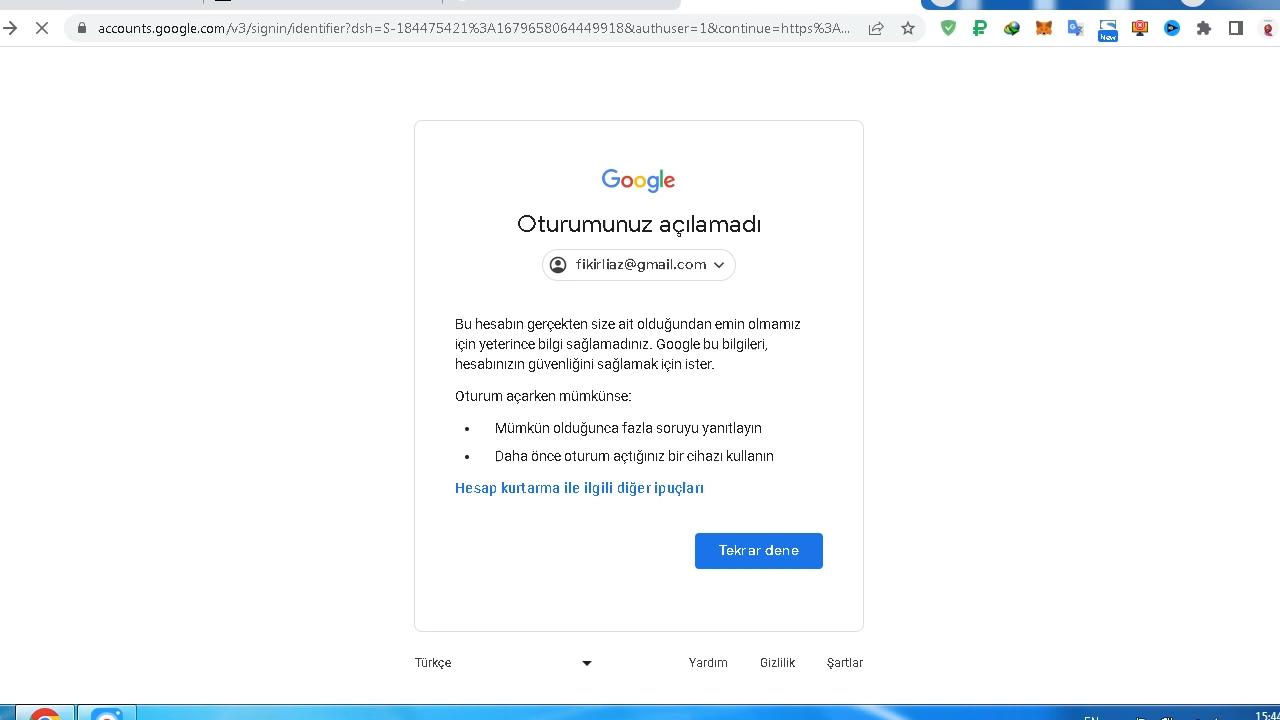 accounts.google.com/v3/signin/identifier?dsh=S-1384754219%3A1679658064499918&authuser=1&continue=https%3A...
New
Google
Oturumunuz açılamadı
fikirliaz@gmail.com
Bu hesabın gerçekten size ait olduğundan emin olmamız
için yeterince bilgi sağlamadınız. Google bu bilgileri,
hesabınızın güvenliğini sağlamak için ister.
Oturum açarken mümkünse:
• Mümkün olduğunca fazla soruyu yanıtlayın
• Daha önce oturum açtığınız bir cihazı kullanın
Hesap kurtarma ile ilgili diğer ipuçları
Tekrar dene
Türkçe
Yardım
Gizlilik
Şartlar